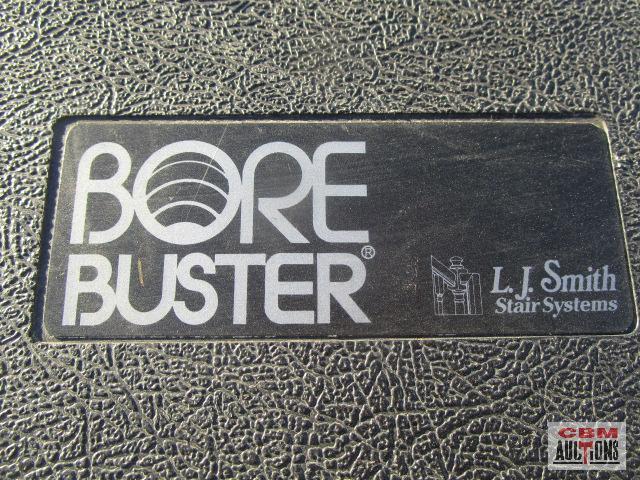 BORE
BUSTER®
L.J. Smith
Stair Systems
CBM
AUCTIONS